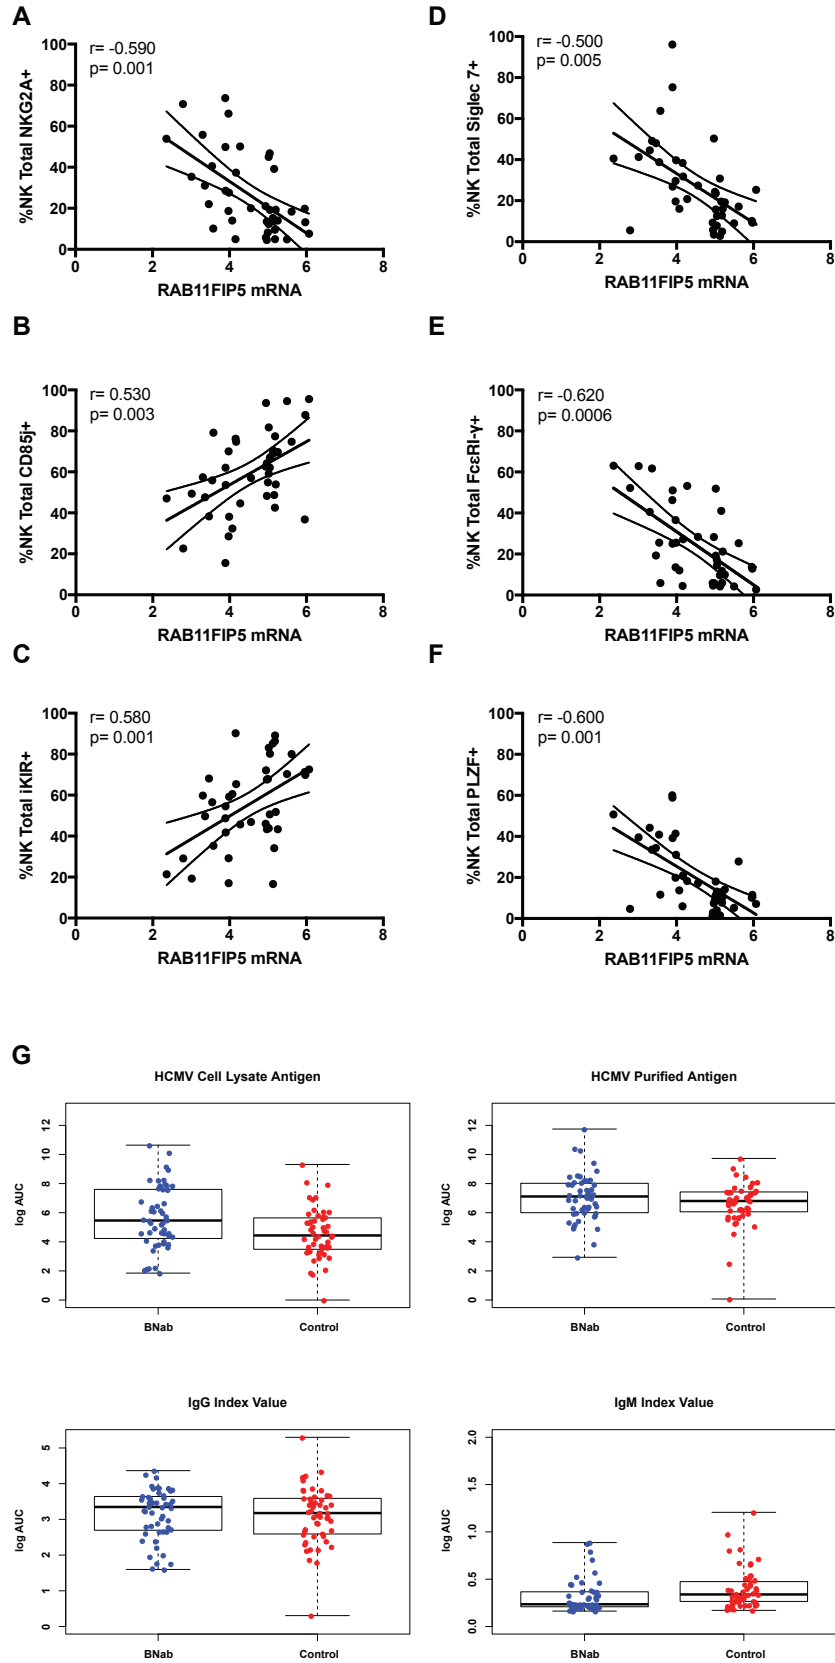 A
r= -0.590
p= 0.001
%NK Total NKG2A+
100
80
60
40
20
0
0 2 4 6 8
RAB11FIP5 mRNA
D
r= -0.500
p= 0.005
%NK Total Siglec 7+
100
80
60
40
20
0
0 2 4 6 8
RAB11FIP5 mRNA
B
r= 0.530
p= 0.003
%NK Total CD85j+
100
80
60
40
20
0
0 2 4 6 8
RAB11FIP5 mRNA
E
r= -0.620
p= 0.0006
%NK Total FcεRI-γ+
100
80
60
40
20
0
0 2 4 6 8
RAB11FIP5 mRNA
C
r= 0.580
p= 0.001
%NK Total iKIR+
100
80
60
40
20
0
0 2 4 6 8
RAB11FIP5 mRNA
F
r= -0.600
p= 0.001
%NK Total PLZF+
100
80
60
40
20
0
0 2 4 6 8
RAB11FIP5 mRNA
G
HCMV Cell Lysate Antigen
log AUC
12
10
8
6
4
2
0
BNab Control
HCMV Purified Antigen
log AUC
12
10
8
6
4
2
0
BNab Control
IgG Index Value
log AUC
5
4
3
2
1
0
BNab Control
IgM Index Value
log AUC
2.0
1.5
1.0
0.5
0.0
BNab Control